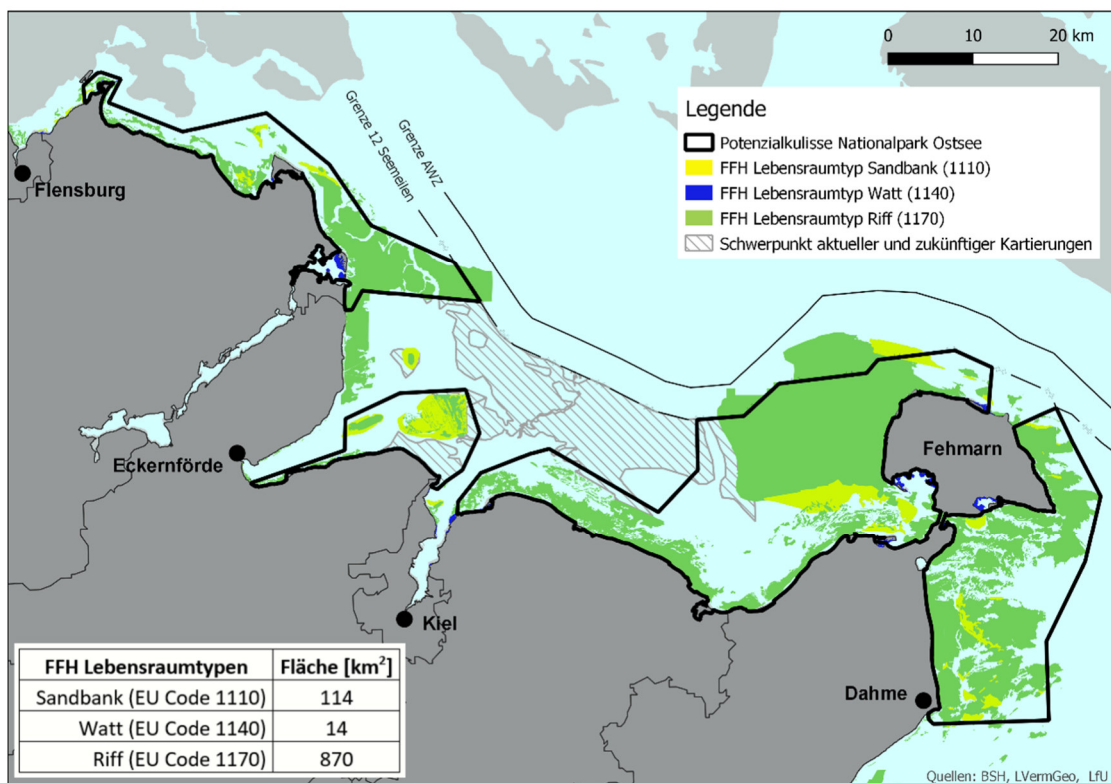 0 10 20 km
Legende
Potenzialkulisse Nationalpark Ostsee
FFH Lebensraumtyp Sandbank (1110)
FFH Lebensraumtyp Watt (1140)
FFH Lebensraumtyp Riff (1170)
Schwerpunkt aktueller und zukünftiger Kartierungen
Grenze 12 Seemeilen
Grenze AWZ
Flensburg
Eckernförde
Fehmarn
Kiel
Dahme
FFH Lebensraumtypen Fläche [km²]
Sandbank (EU Code 1110) 114
Watt (EU Code 1140) 14
Riff (EU Code 1170) 870
Quellen: BSH, LVermGeo, LfU